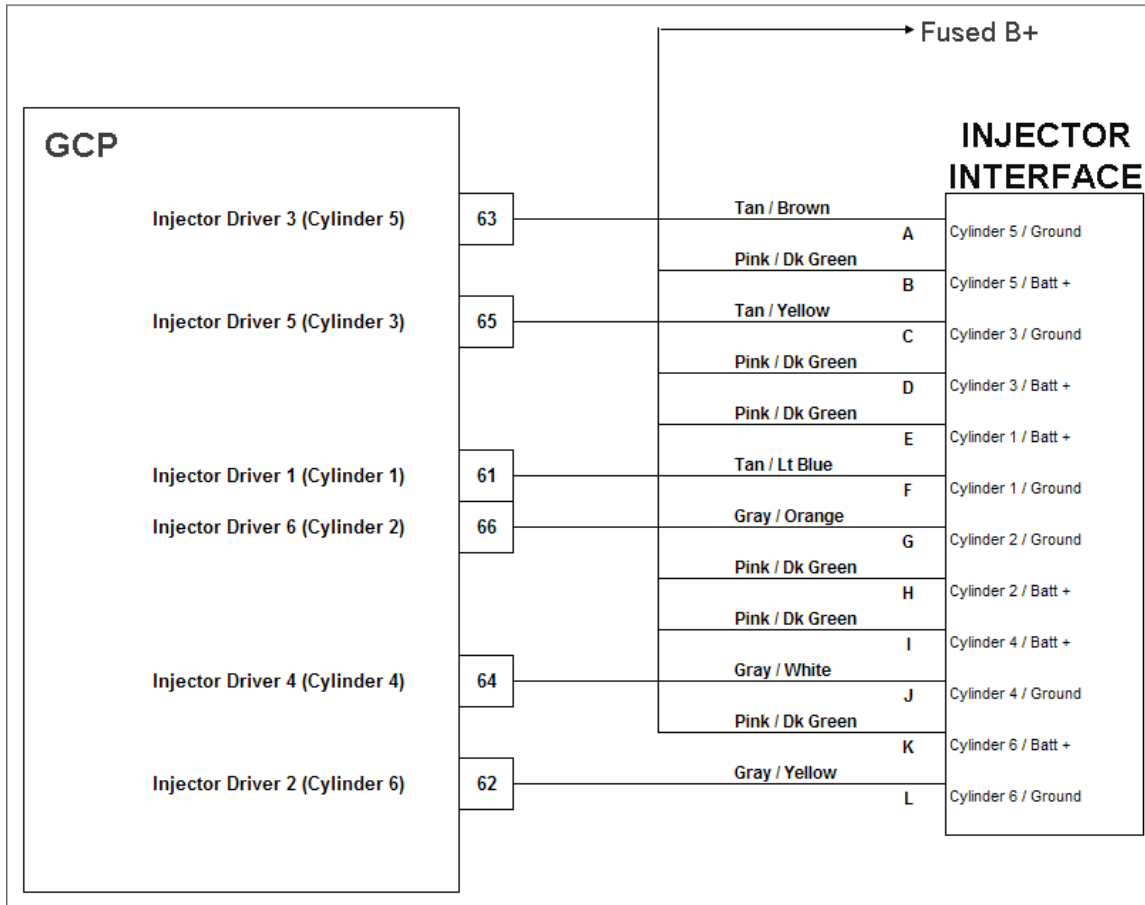 Fused B+
GCP
INJECTOR
INTERFACE
Injector Driver 3 (Cylinder 5)
63
Tan / Brown
A
Cylinder 5 / Ground
Pink / Dk Green
B
Cylinder 5 / Batt +
Injector Driver 5 (Cylinder 3)
65
Tan / Yellow
C
Cylinder 3 / Ground
Pink / Dk Green
D
Cylinder 3 / Batt +
Pink / Dk Green
E
Cylinder 1 / Batt +
Injector Driver 1 (Cylinder 1)
61
Tan / Lt Blue
F
Cylinder 1 / Ground
Injector Driver 6 (Cylinder 2)
66
Gray / Orange
G
Cylinder 2 / Ground
Pink / Dk Green
H
Cylinder 2 / Batt +
Pink / Dk Green
I
Cylinder 4 / Batt +
Injector Driver 4 (Cylinder 4)
64
Gray / White
J
Cylinder 4 / Ground
Pink / Dk Green
K
Cylinder 6 / Batt +
Injector Driver 2 (Cylinder 6)
62
Gray / Yellow
L
Cylinder 6 / Ground